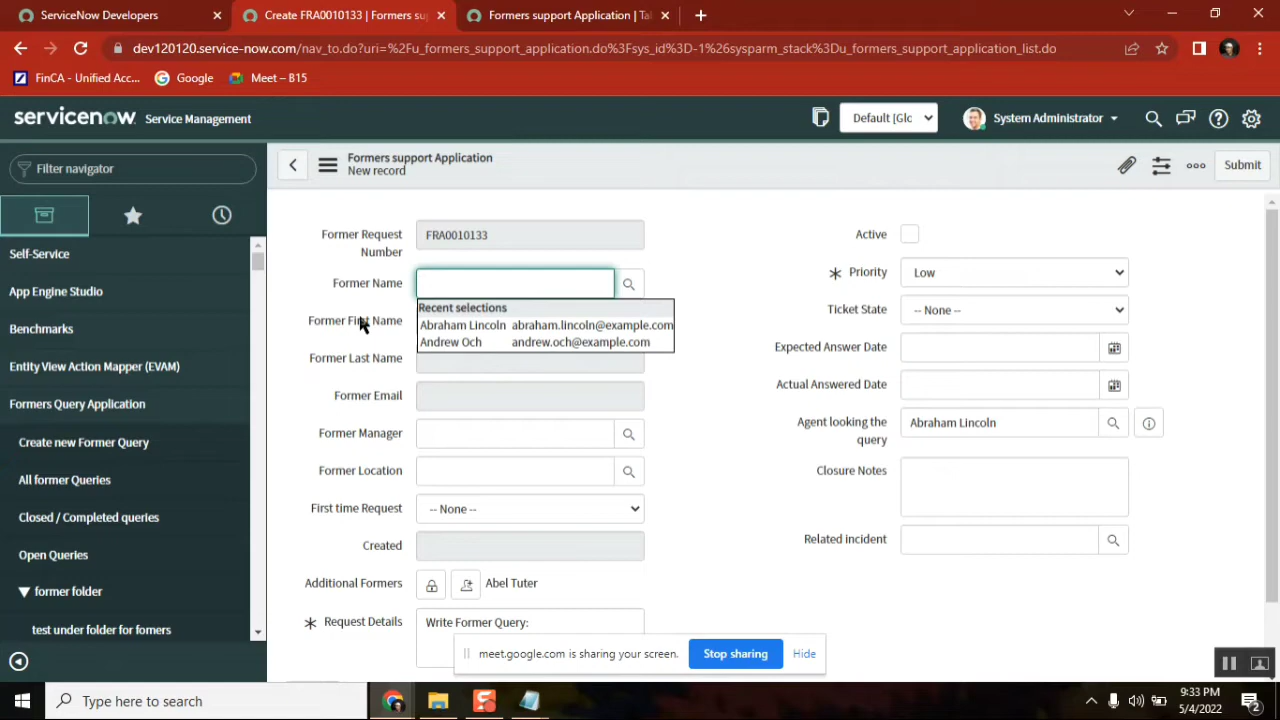 ServiceNow Developers
Create FRA0010133 | Formers sup
Formers support Application | Tal
dev120120.service-now.com/nav_to.do?uri=%2Fu_formers_support_application.do%3Fsys_id%3D-1%26sysparm_stack%3Du_formers_support_application_list.do
FinCA - Unified Acc...
Google
Meet – B15
servicenow Service Management
Default [Glc
System Administrator
Filter navigator
Formers support Application
New record
Submit
Self-Service
App Engine Studio
Benchmarks
Entity View Action Mapper (EVAM)
Formers Query Application
Create new Former Query
All former Queries
Closed / Completed queries
Open Queries
former folder
test under folder for fomers
Former Request
Number
FRA0010133
Former Name
Recent selections
Abraham Lincoln abraham.lincoln@example.com
Andrew Och andrew.och@example.com
Former First Name
Former Last Name
Former Email
Former Manager
Former Location
First time Request
-- None --
Created
Additional Formers
Abel Tuter
Request Details
Write Former Query:
Active
Priority
Low
Ticket State
-- None --
Expected Answer Date
Actual Answered Date
Agent looking the
query
Abraham Lincoln
Closure Notes
Related incident
meet.google.com is sharing your screen.
Stop sharing
Hide
Type here to search
9:33 PM
5/4/2022
2